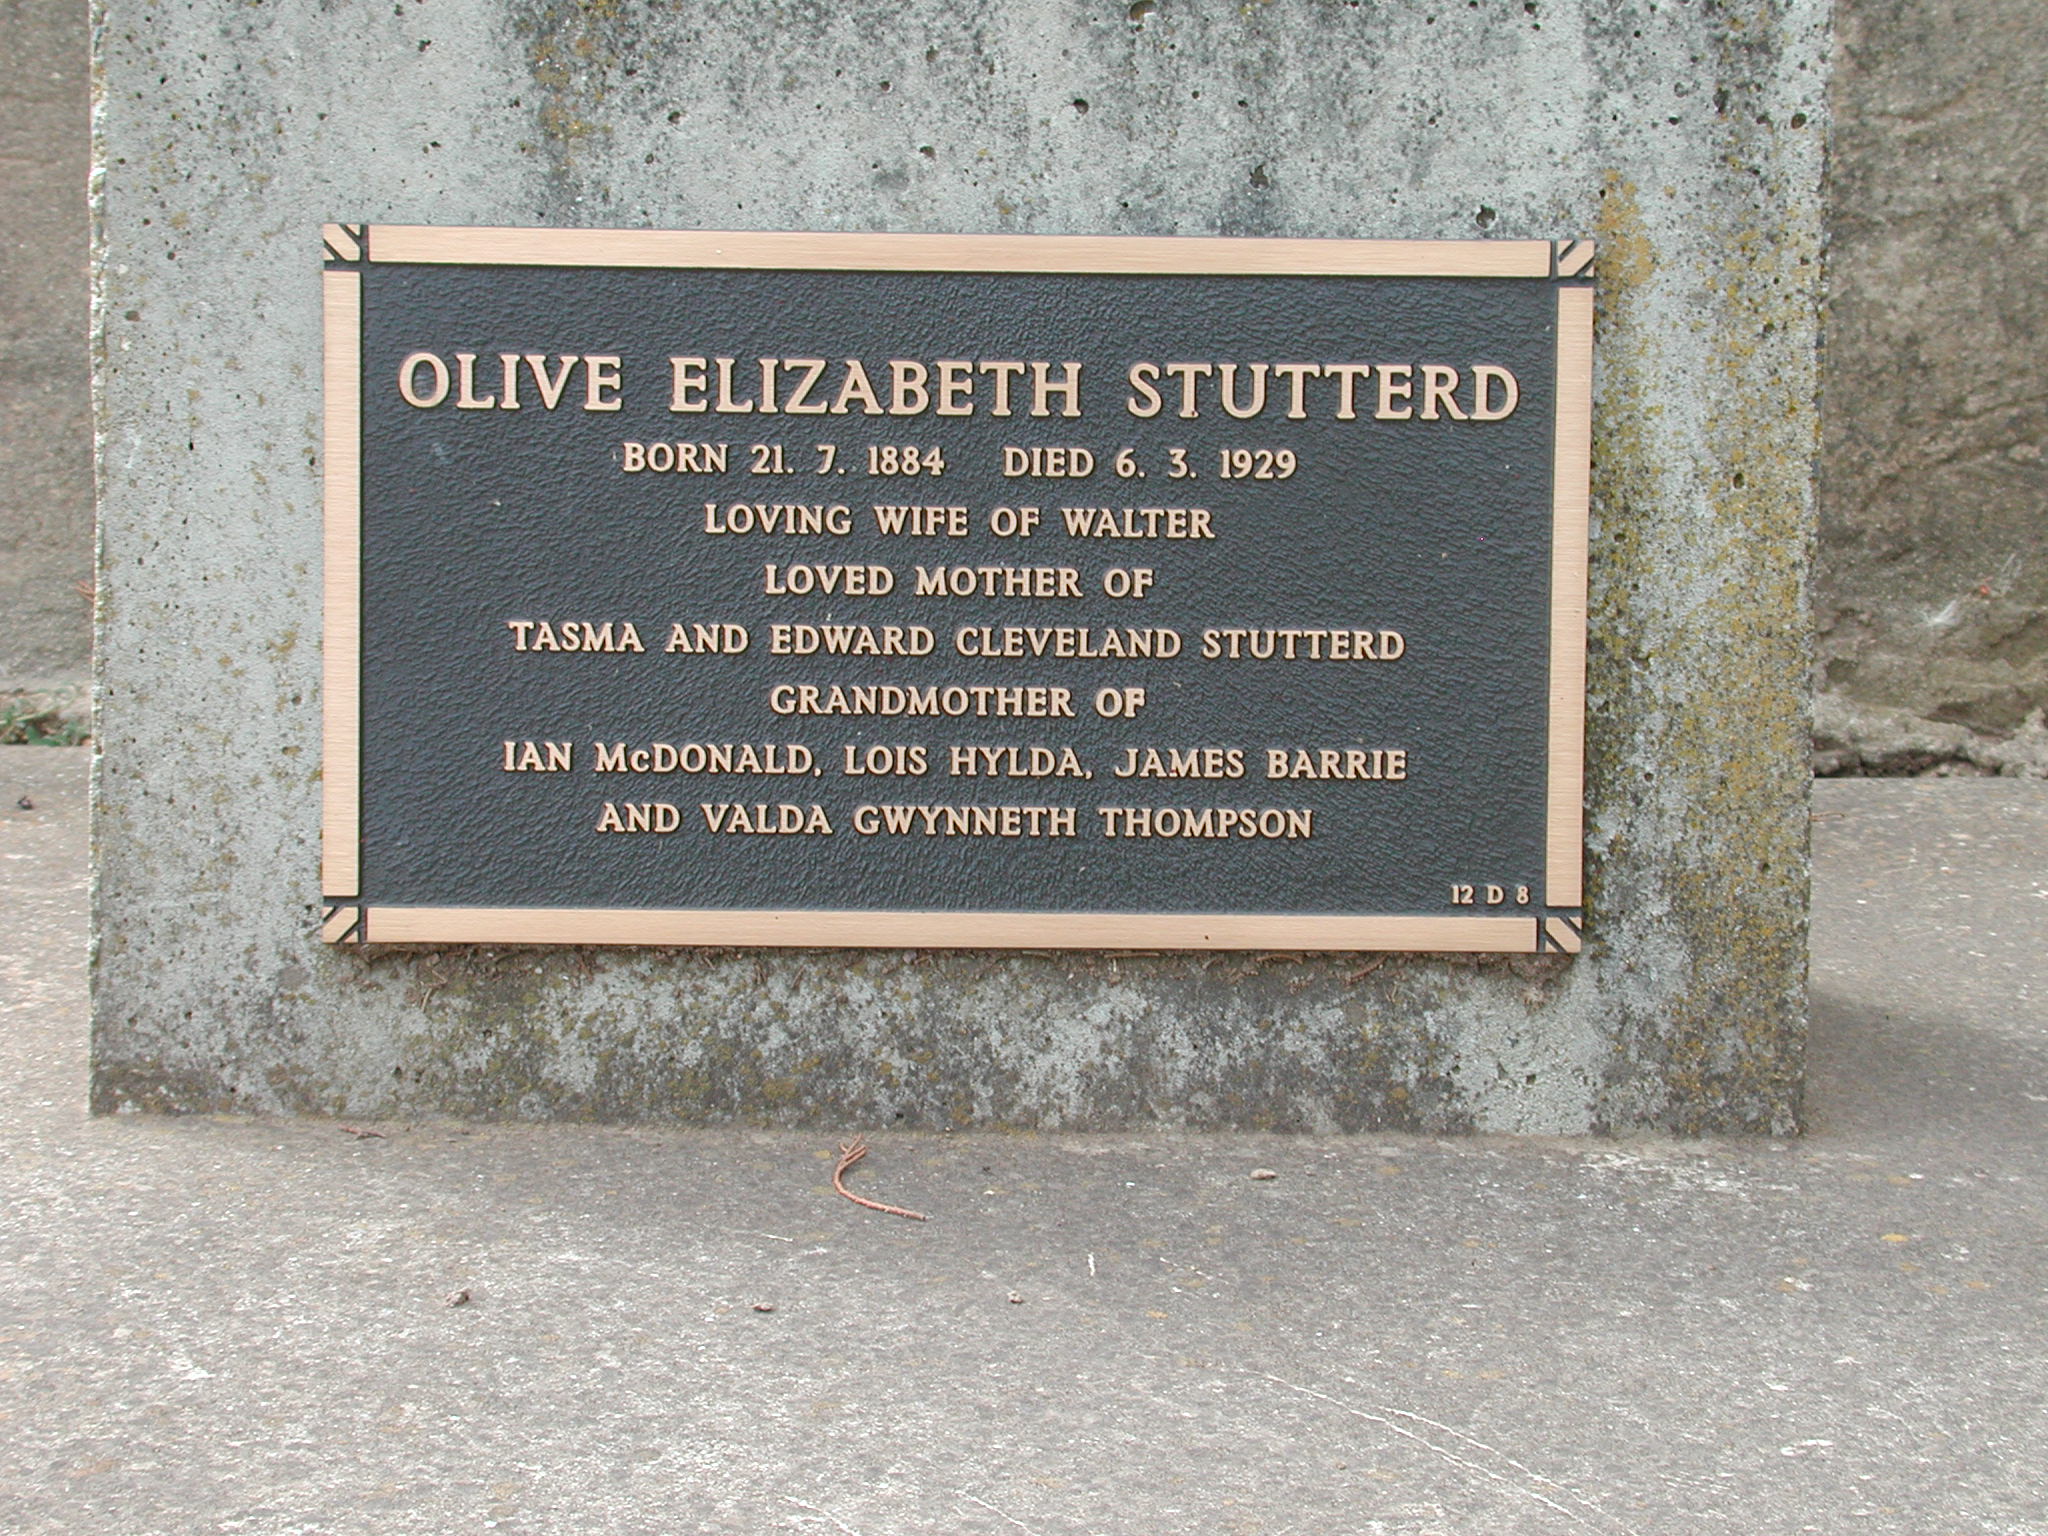 OLIVE ELIZABETH STUTTERD
BORN 21. 7. 1884 DIED 6. 3. 1929
LOVING WIFE OF WALTER
LOVED MOTHER OF
TASMA AND EDWARD CLEVELAND STUTTERD
GRANDMOTHER OF
IAN McDONALD, LOIS HYLDA, JAMES BARRIE
AND VALDA GWYNNETH THOMPSON
12 D 8